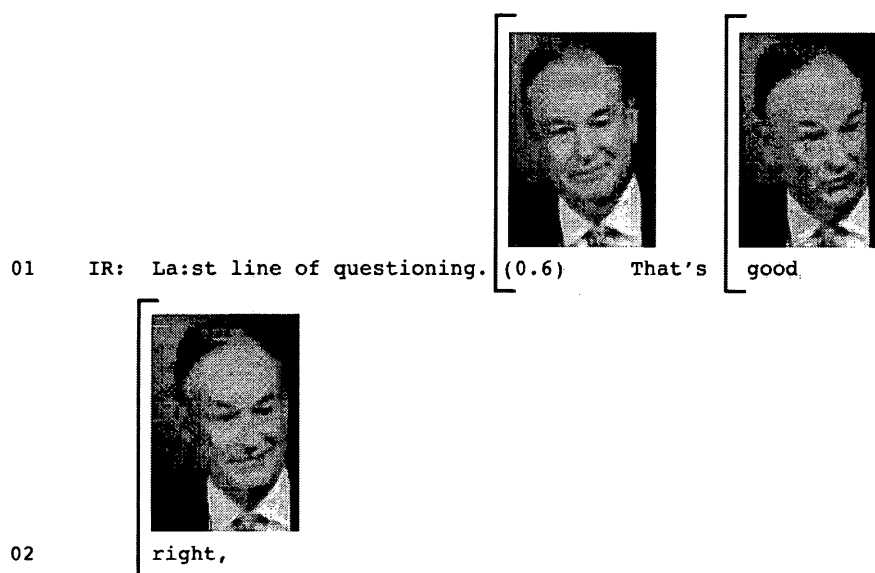 01 IR: La:st line of questioning. (0.6) That's good
02 right,